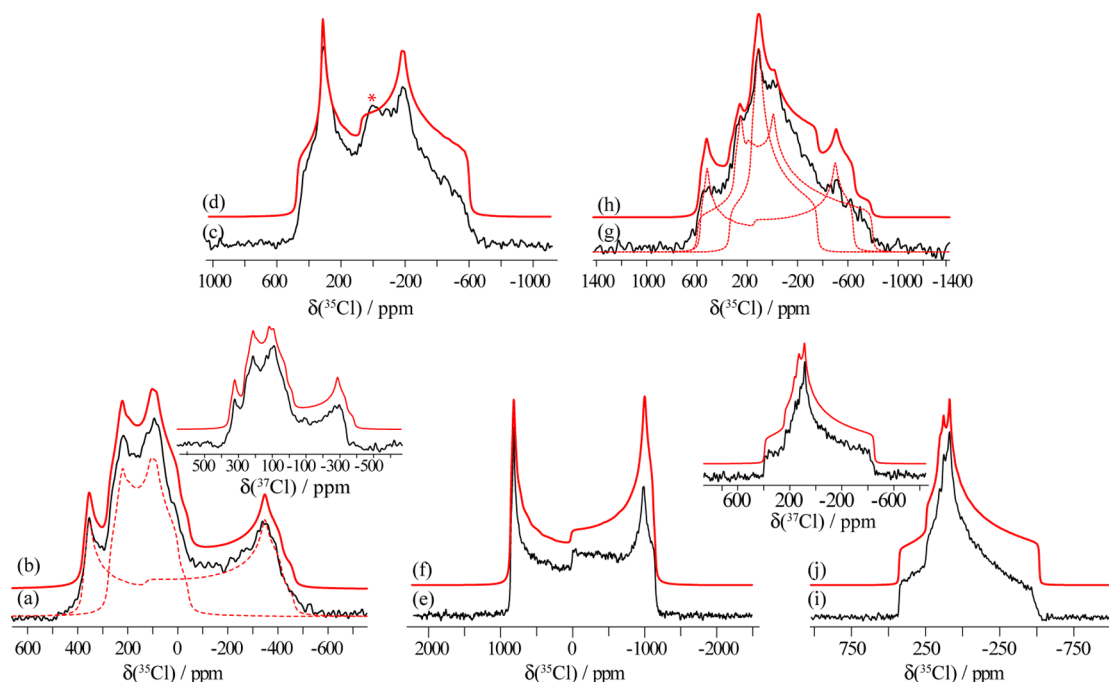 *
(d)
(c)
1000 600 200 -200 -600 -1000
δ(³⁵Cl) / ppm
(h)
(g)
1400 1000 600 200 -200 -600 -1000 -1400
δ(³⁵Cl) / ppm
500 300 100 -100 -300 -500
δ(³⁷Cl) / ppm
(b)
(a)
600 400 200 0 -200 -400 -600
δ(³⁵Cl) / ppm
(f)
(e)
2000 1000 0 -1000 -2000
δ(³⁵Cl) / ppm
600 200 -200 -600
δ(³⁷Cl) / ppm
(j)
(i)
750 250 -250 -750
δ(³⁵Cl) / ppm